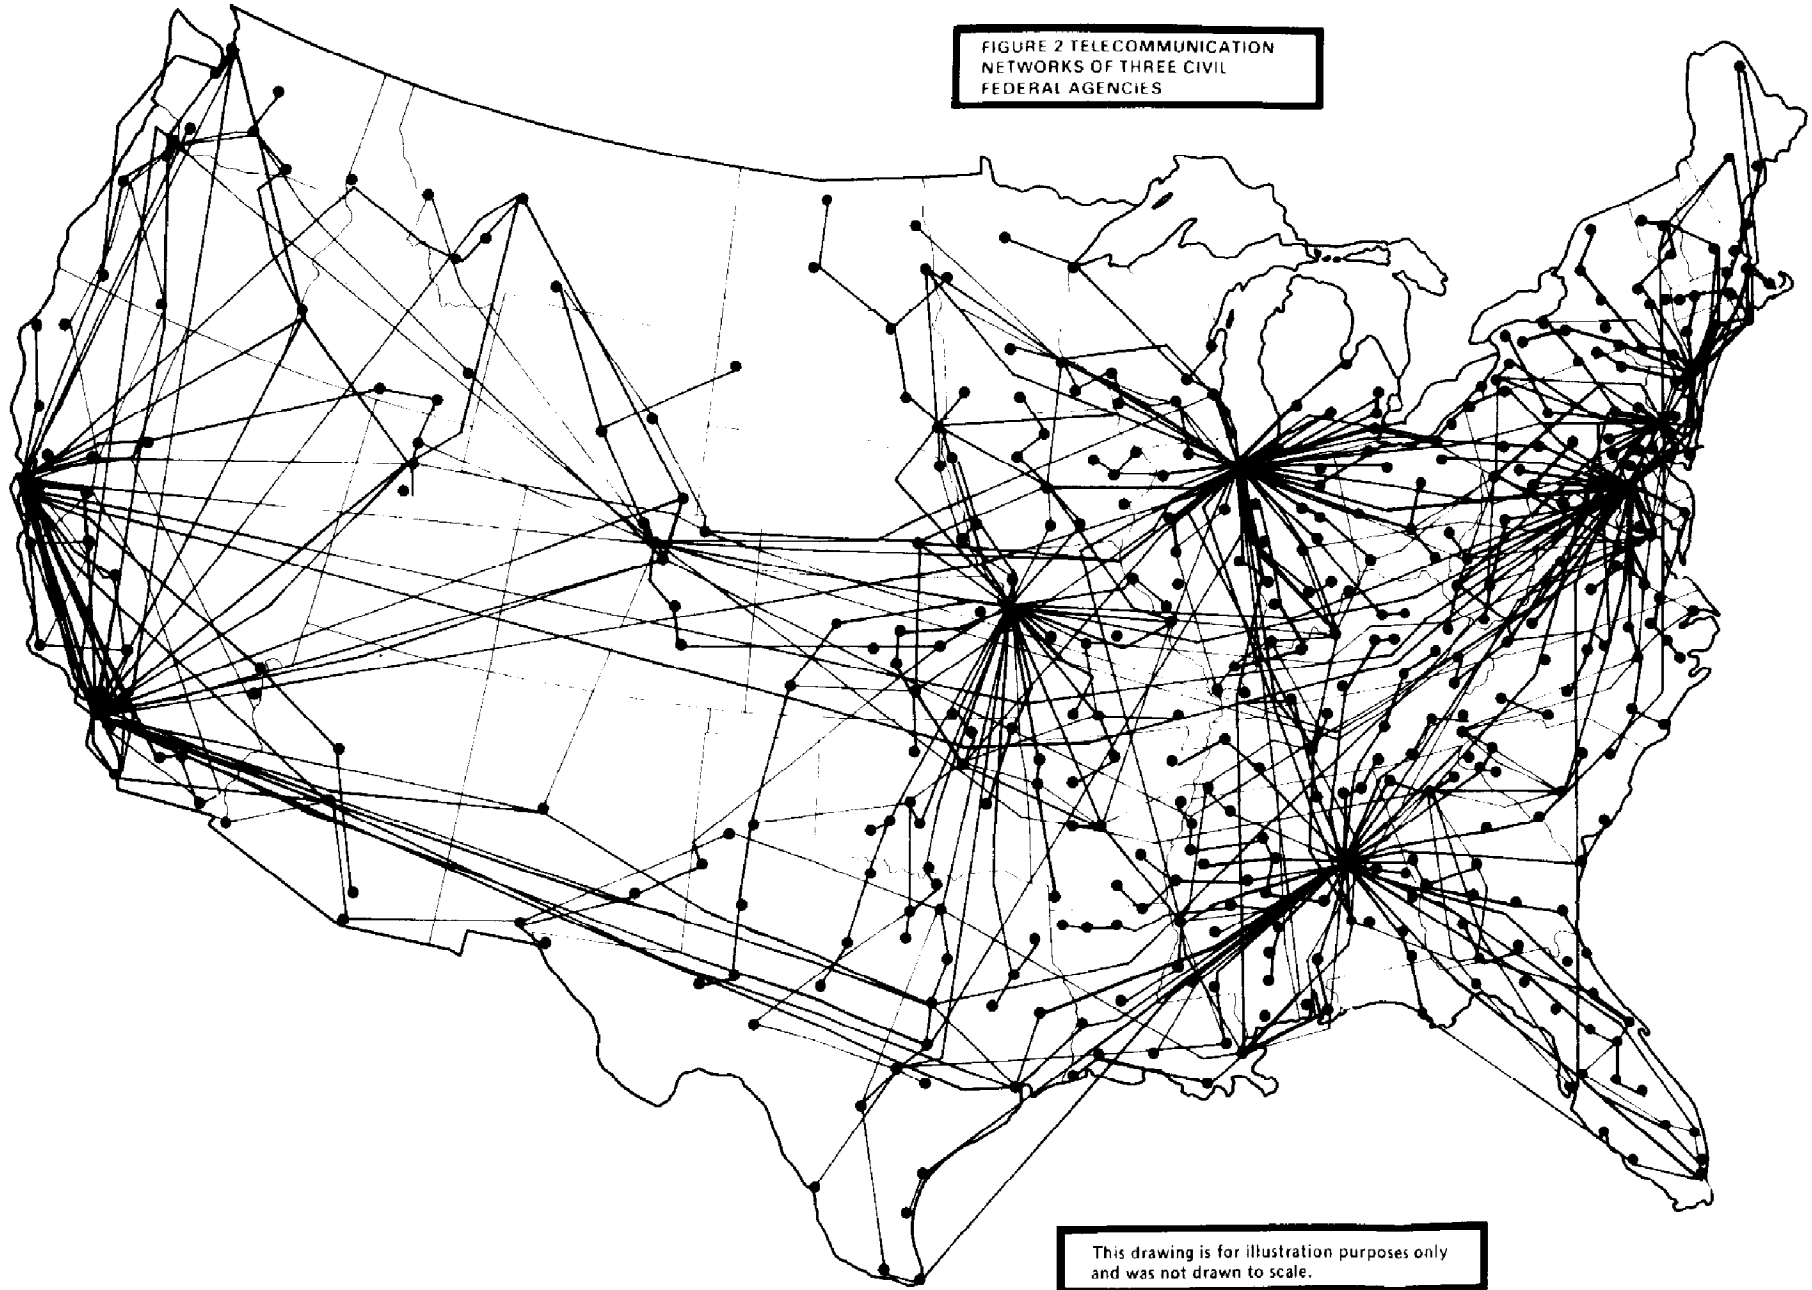 FIGURE 2 TELECOMMUNICATION
NETWORKS OF THREE CIVIL
FEDERAL AGENCIES
This drawing is for illustration purposes only
and was not drawn to scale.